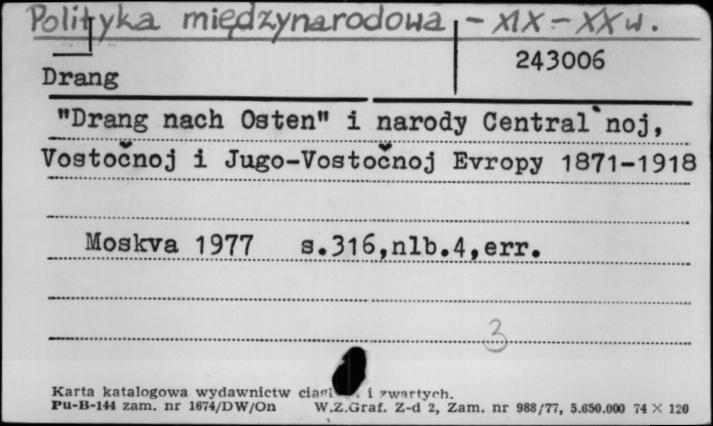 Polityka międzynarodowa - XIX - XX w.
243006
Drang
"Drang nach Osten" i narody Central`noj,
Vostočnoj i Jugo-Vostočnoj Evropy 1871-1918
Moskva 1977 s.316,nlb.4,err.
3
Karta katalogowa wydawnictw i zwartych.
Pu-B-144 zam. nr 1674/DW/On W.Z.Graf. Z-d 2, Zam. nr 988/77, 5.650.000 74 × 120